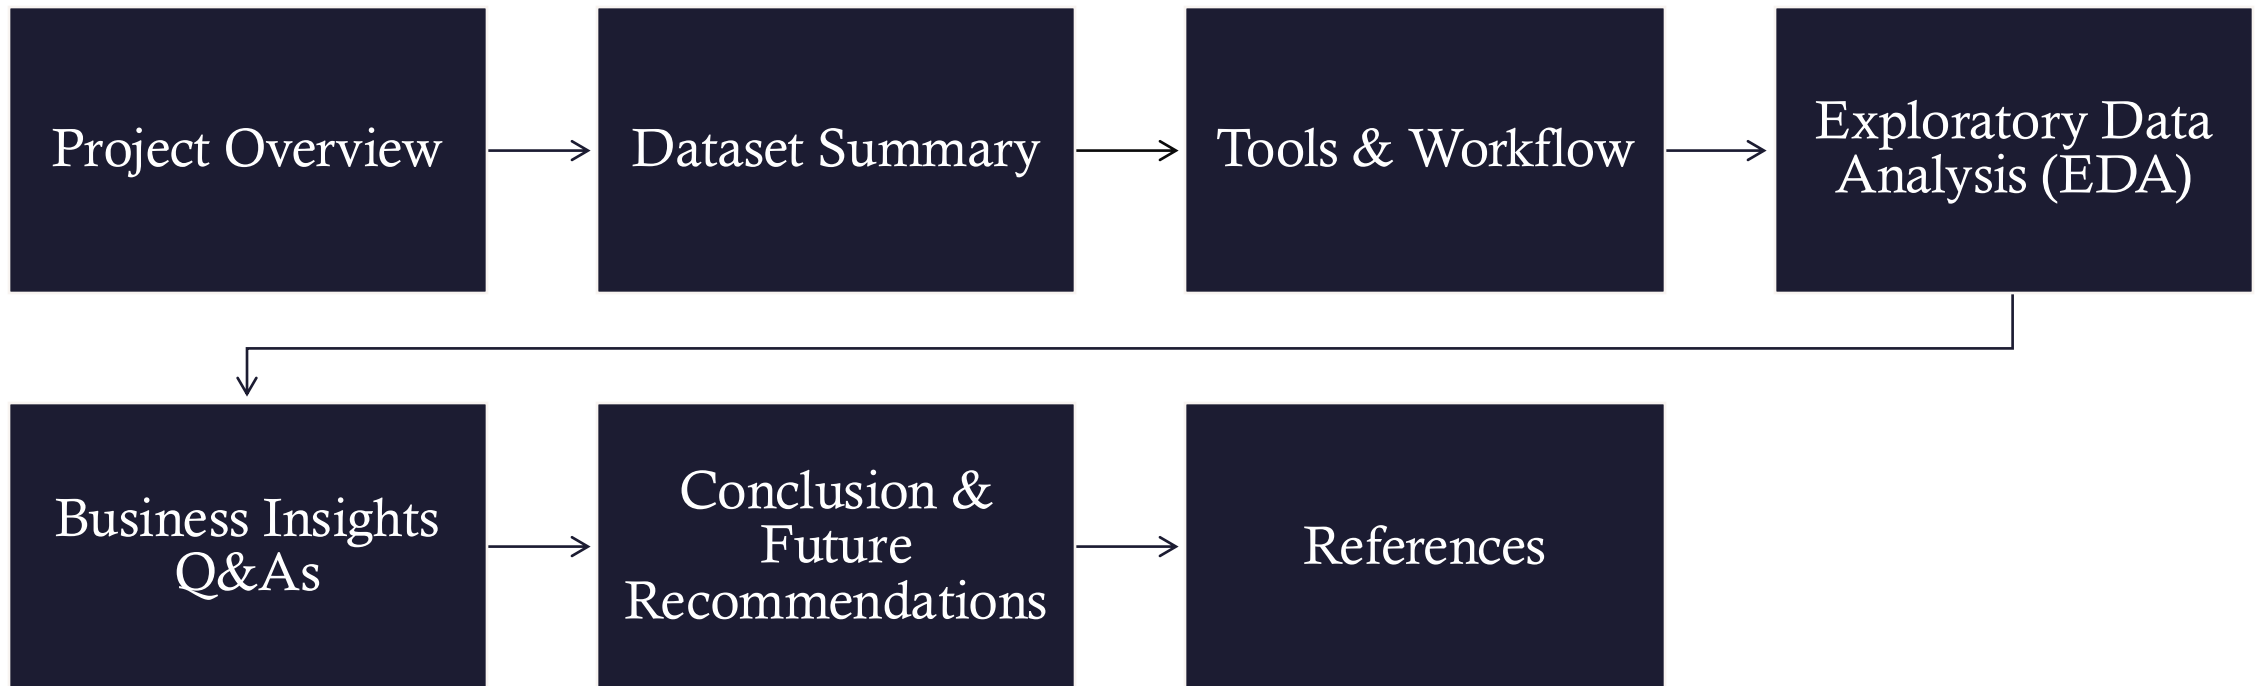 Project Overview
Dataset Summary
Tools & Workflow
Exploratory Data
Analysis (EDA)
Business Insights
Q&As
Conclusion &
Future
Recommendations
References